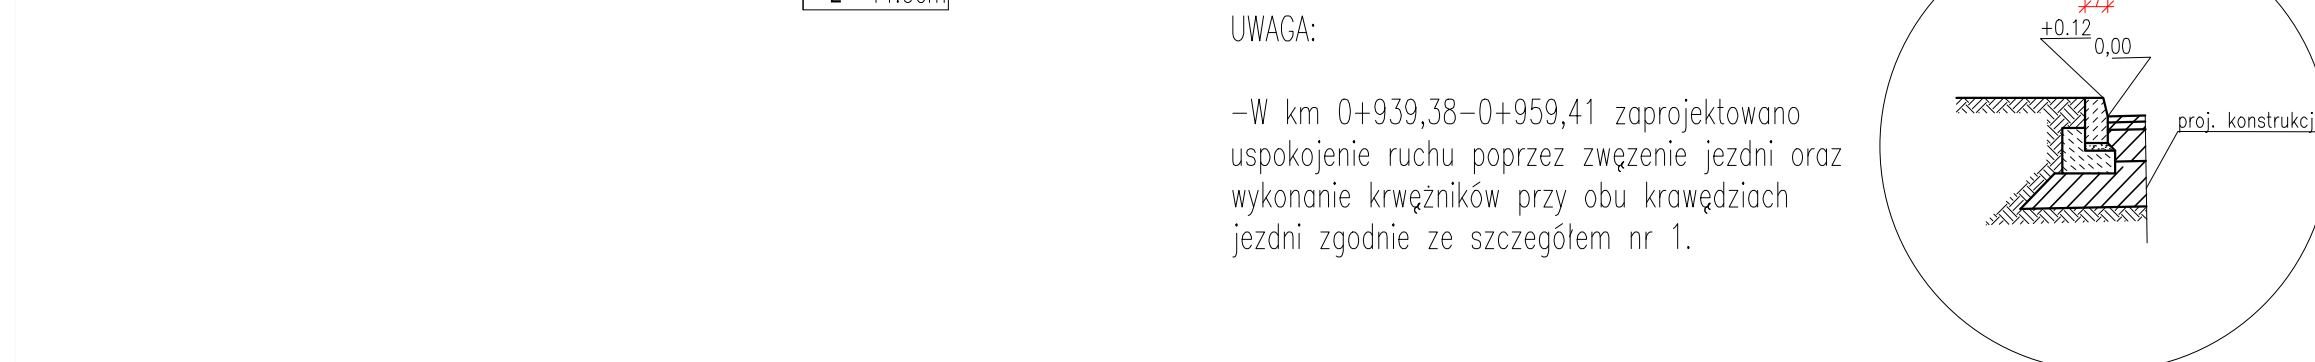 UWAGA:
-W km 0+939,38-0+959,41 zaprojektowano
uspokojenie ruchu poprzez zwęzenie jezdni oraz
wykonanie krwężników przy obu krawędziach
jezdni zgodnie ze szczegółem nr 1.
+0.12
0,00
proj. konstrukcj